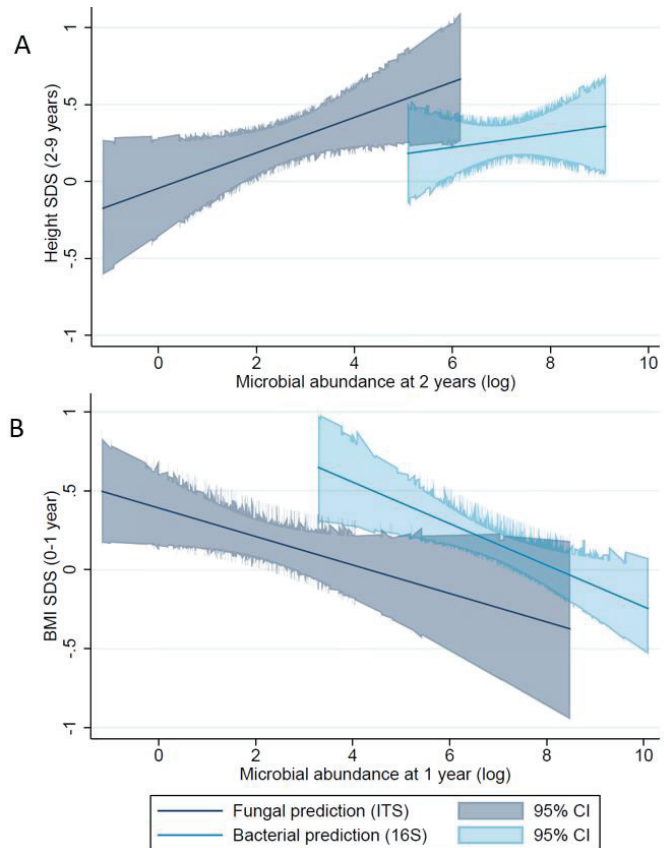 A
Height SDS (2-9 years)
1
.5
0
-.5
-1
0 2 4 6 8 10
Microbial abundance at 2 years (log)
B
BMI SDS (0-1 year)
1
.5
0
-.5
-1
0 2 4 6 8 10
Microbial abundance at 1 year (log)
Fungal prediction (ITS) 95% CI
Bacterial prediction (16S) 95% CI